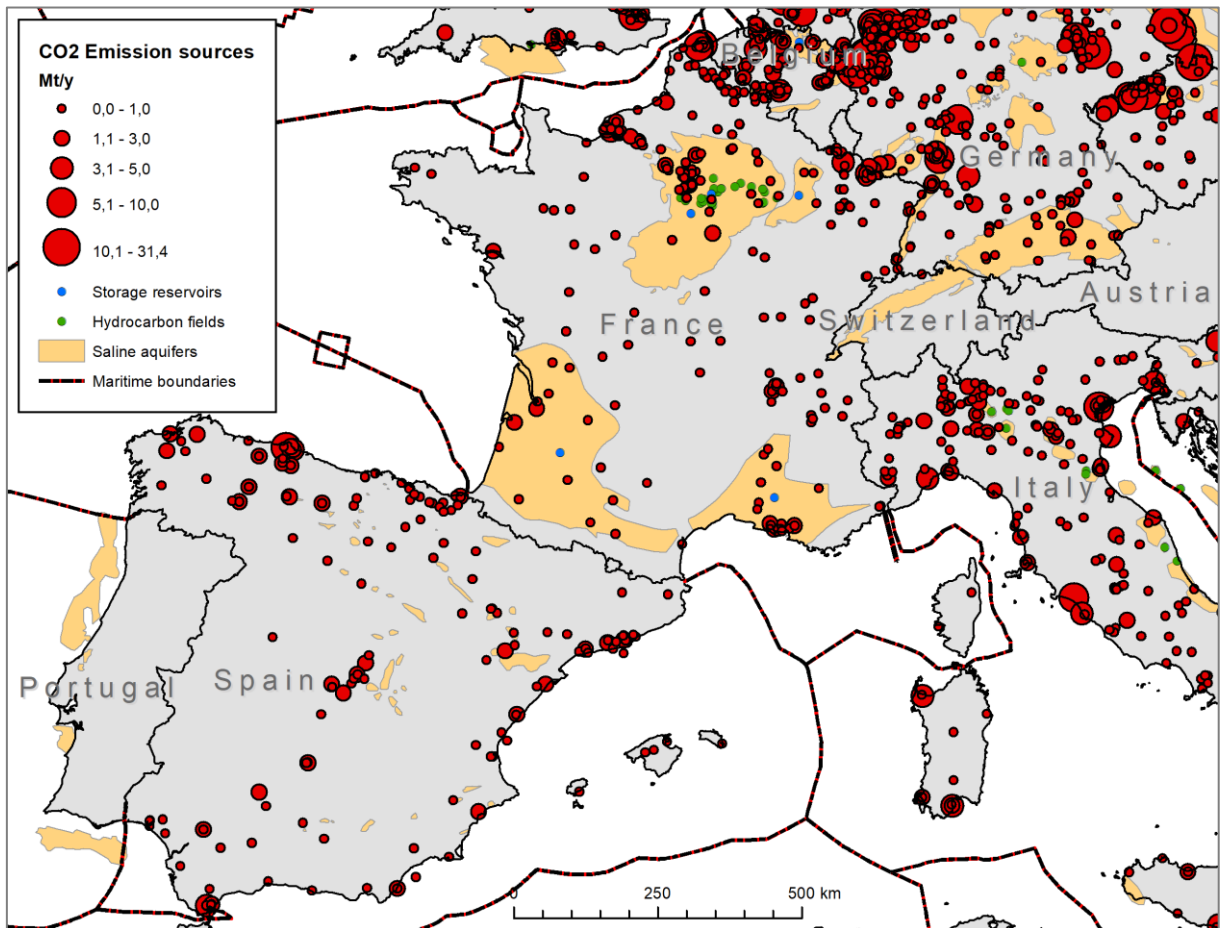 CO2 Emission sources
Mt/y
0,0 - 1,0
1,1 - 3,0
3,1 - 5,0
5,1 - 10,0
10,1 - 31,4
Storage reservoirs
Hydrocarbon fields
Saline aquifers
Maritime boundaries
Belgium
Germany
Austria
France
Switzerland
Italy
Spain
Portugal
0 250 500 km